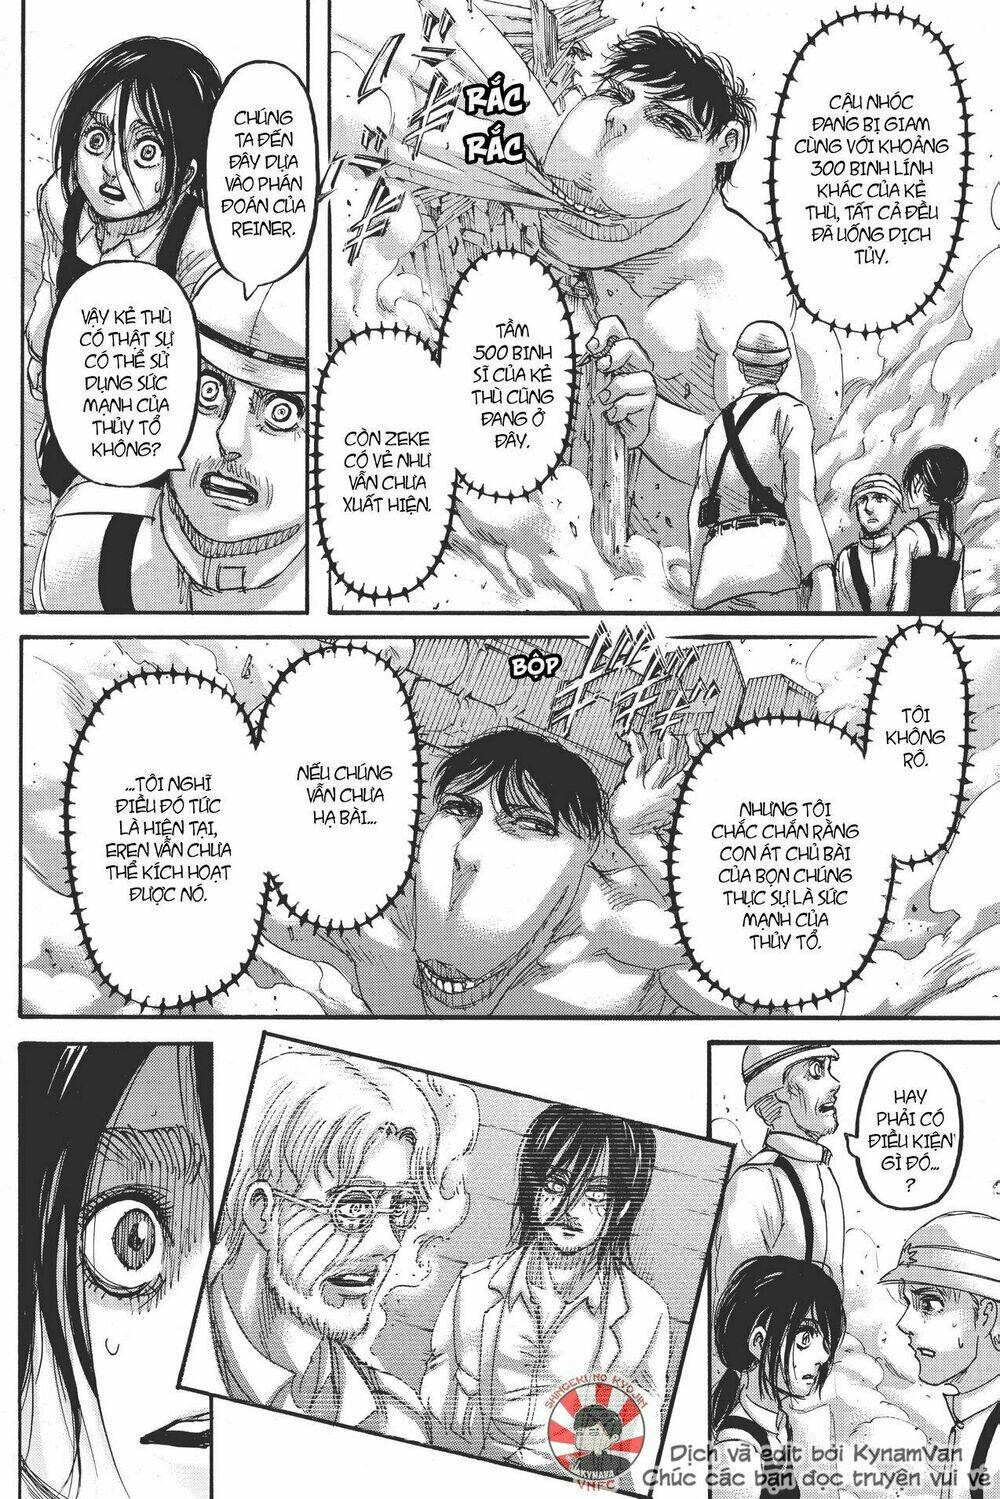 CẬU NHÓC
ĐANG BỊ GIAM
CÙNG VỚI KHOẢNG
300 BINH LÍNH
KHÁC CỦA KẺ
THÙ, TẤT CẢ ĐỀU
ĐÃ UỐNG DỊCH
TỦY.
RẮC
RẮC
TẦM
500 BINH
SĨ CỦA KẺ
THÙ CŨNG
ĐANG Ở
ĐÂY.
CÒN ZEKE
CÓ VẺ NHƯ
VẪN CHƯA
XUẤT HIỆN.
CHÚNG
TA ĐẾN
ĐÂY DỰA
VÀO PHÁN
ĐOÁN CỦA
REINER.
VẬY KẺ THÙ
CÓ THẬT SỰ
CÓ THỂ SỬ
DỤNG SỨC
MẠNH CỦA
THỦY TỔ
KHÔNG?
TÔI
KHÔNG
RÕ.
NHƯNG TÔI
CHẮC CHẮN RẰNG
CON ÁT CHỦ BÀI
CỦA BỌN CHÚNG
THỰC SỰ LÀ SỨC
MẠNH CỦA
THỦY TỔ.
BỘP
NẾU CHÚNG
VẪN CHƯA
HẠ BÀI...
...TÔI NGHĨ
ĐIỀU ĐÓ TỨC
LÀ HIỆN TẠI,
EREN VẪN CHƯA
THỂ KÍCH HOẠT
ĐƯỢC NÓ.
HAY
PHẢI CÓ
ĐIỀU KIỆN
GÌ ĐÓ...
?
SHINGEKI NO KYOJIN
VNFC
Dịch và edit bởi KynamVan
Chúc các bạn đọc truyện vui vẻ